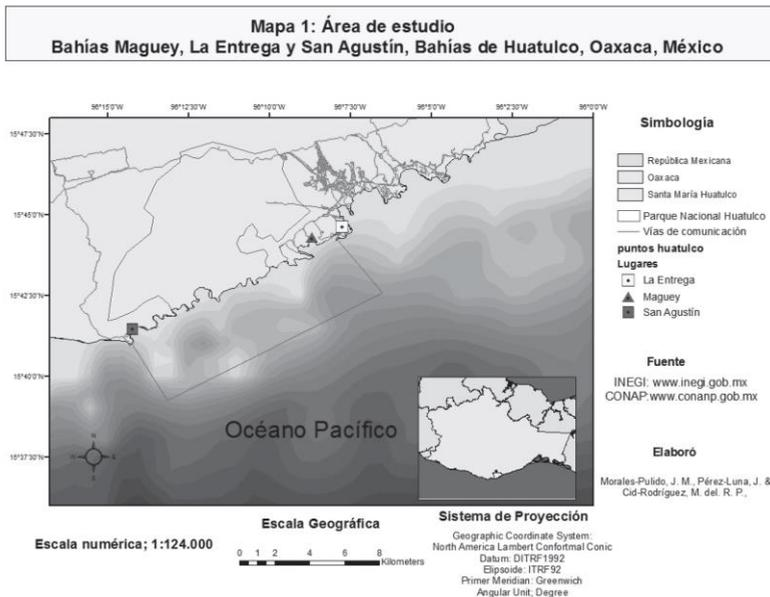 Mapa 1: Área de estudio
Bahías Maguey, La Entrega y San Agustín, Bahías de Huatulco, Oaxaca, México
96°15'0"W 96°12'30"W 96°10'0"W 96°7'30"W 96°5'0"W 96°2'30"W 96°0'0"W
15°47'30"N
15°45'0"N
15°42'30"N
15°40'0"N
15°37'30"N
Océano Pacífico
N
S
Simbología
República Mexicana
Oaxaca
Santa María Huatulco
Parque Nacional Huatulco
Vías de comunicación
puntos huatulco
Lugares
La Entrega
Maguey
San Agustín
Fuente
INEGI: www.inegi.gob.mx
CONAP:www.conanp.gob.mx
Elaboró
Morales-Pulido, J. M., Pérez-Luna, J. &
Cid-Rodríguez, M. del. R. P.,
Escala numérica; 1:124.000
Escala Geográfica
0 1 2 4 6 8
Kilometers
Sistema de Proyección
Geographic Coordinate System:
North America Lambert Confortmal Conic
Datum: DITRF1992
Elipsoide: ITRF92
Primer Meridian: Greenwich
Angular Unit; Degree